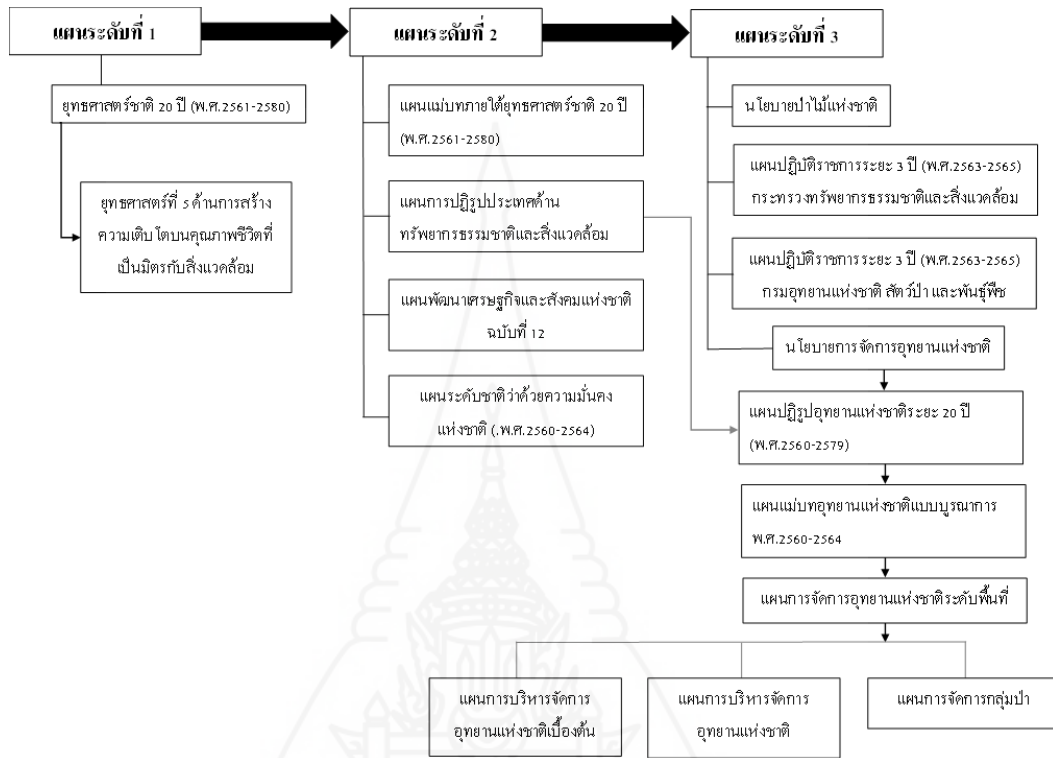 แผนระดับที่ 1
แผนระดับที่ 2
แผนระดับที่ 3
ยุทธศาสตร์ชาติ 20 ปี (พ.ศ.2561-2580)
ยุทธศาสตร์ที่ 5 ด้านการสร้าง
ความเติบโตบนคุณภาพชีวิตที่
เป็นมิตรกับสิ่งแวดล้อม
แผนแม่บทภายใต้ยุทธศาสตร์ชาติ 20 ปี
(พ.ศ.2561-2580)
แผนการปฏิรูปประเทศด้าน
ทรัพยากรธรรมชาติและสิ่งแวดล้อม
แผนพัฒนาเศรษฐกิจและสังคมแห่งชาติ
ฉบับที่ 12
แผนระดับชาติว่าด้วยความมั่นคง
แห่งชาติ (.พ.ศ.2560-2564)
นโยบายป่าไม้แห่งชาติ
แผนปฏิบัติราชการระยะ 3 ปี (พ.ศ.2563-2565)
กระทรวงทรัพยากรธรรมชาติและสิ่งแวดล้อม
แผนปฏิบัติราชการระยะ 3 ปี (พ.ศ.2563-2565)
กรมอุทยานแห่งชาติ สัตว์ป่า และพันธุ์พืช
นโยบายการจัดการอุทยานแห่งชาติ
แผนปฏิรูปอุทยานแห่งชาติระยะ 20 ปี
(พ.ศ.2560-2579)
แผนแม่บทอุทยานแห่งชาติแบบบูรณาการ
พ.ศ.2560-2564
แผนการจัดการอุทยานแห่งชาติระดับพื้นที่
แผนการบริหารจัดการ
อุทยานแห่งชาติเบื้องต้น
แผนการบริหารจัดการ
อุทยานแห่งชาติ
แผนการจัดการกลุ่มป่า